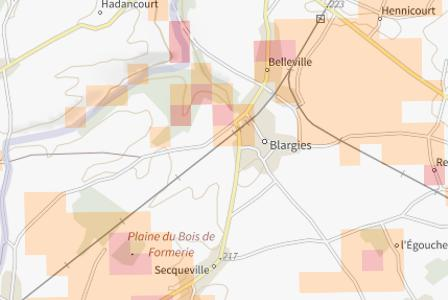 Hadancourt
223
Hennicourt
Belleville
Blargies
Plaine du Bois de
Formerie
l'Égouche
217
Secqueville